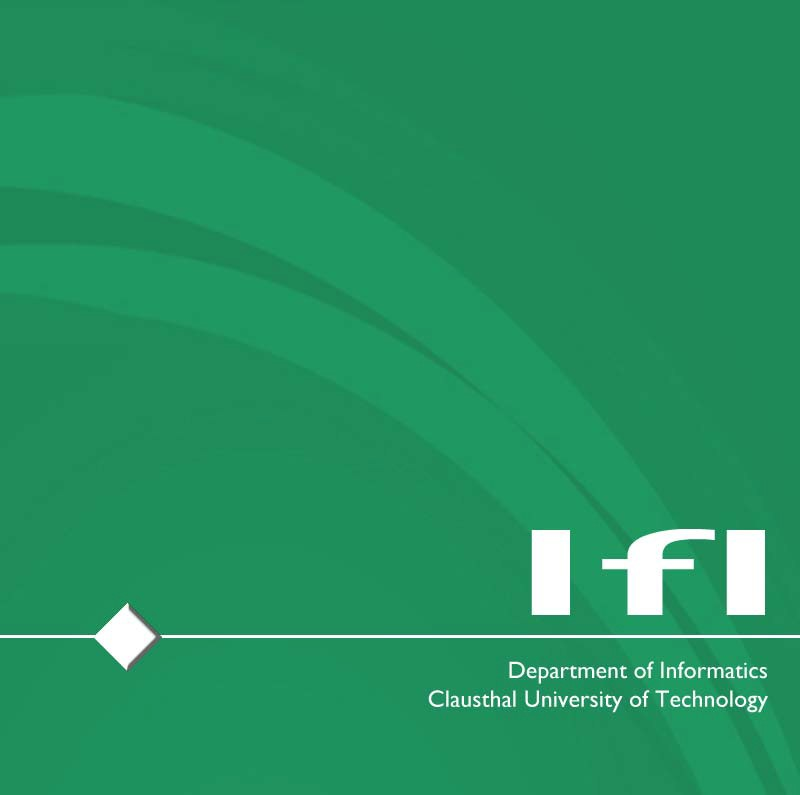 IfI
Department of Informatics
Clausthal University of Technology